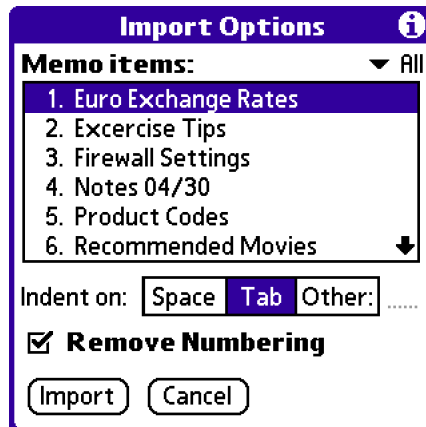 Import Options
Memo items: All
1. Euro Exchange Rates
2. Excercise Tips
3. Firewall Settings
4. Notes 04/30
5. Product Codes
6. Recommended Movies
Indent on: Space Tab Other: ......
Remove Numbering
Import Cancel